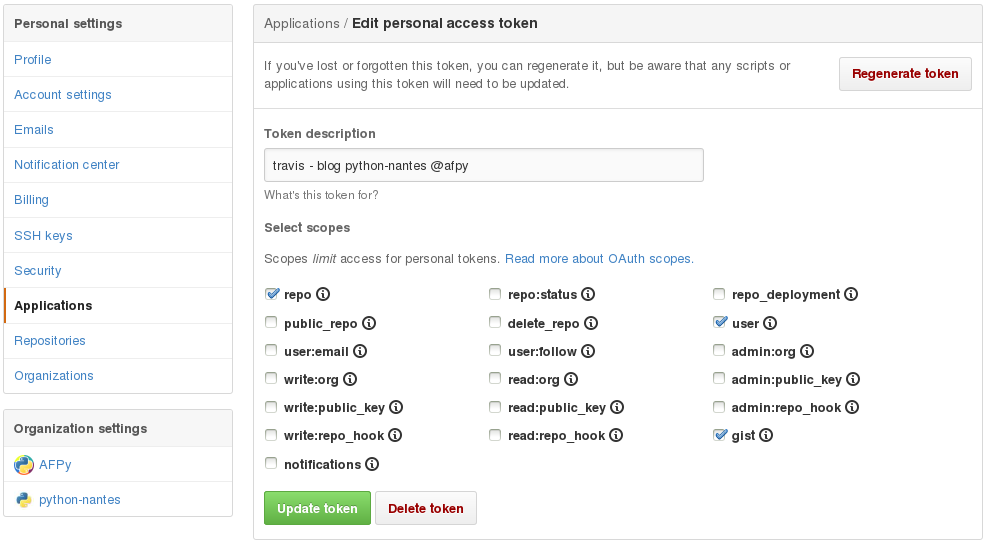 Personal settings
Profile
Account settings
Emails
Notification center
Billing
SSH keys
Security
Applications
Repositories
Organizations
Organization settings
AFPy
python-nantes
Applications / Edit personal access token
If you've lost or forgotten this token, you can regenerate it, but be aware that any scripts or
applications using this token will need to be updated.
Regenerate token
Token description
travis - blog python-nantes @afpy
What's this token for?
Select scopes
Scopes limit access for personal tokens. Read more about OAuth scopes.
repo repo:status repo_deployment
public_repo delete_repo user
user:email user:follow admin:org
write:org read:org admin:public_key
write:public_key read:public_key admin:repo_hook
write:repo_hook read:repo_hook gist
notifications
Update token Delete token